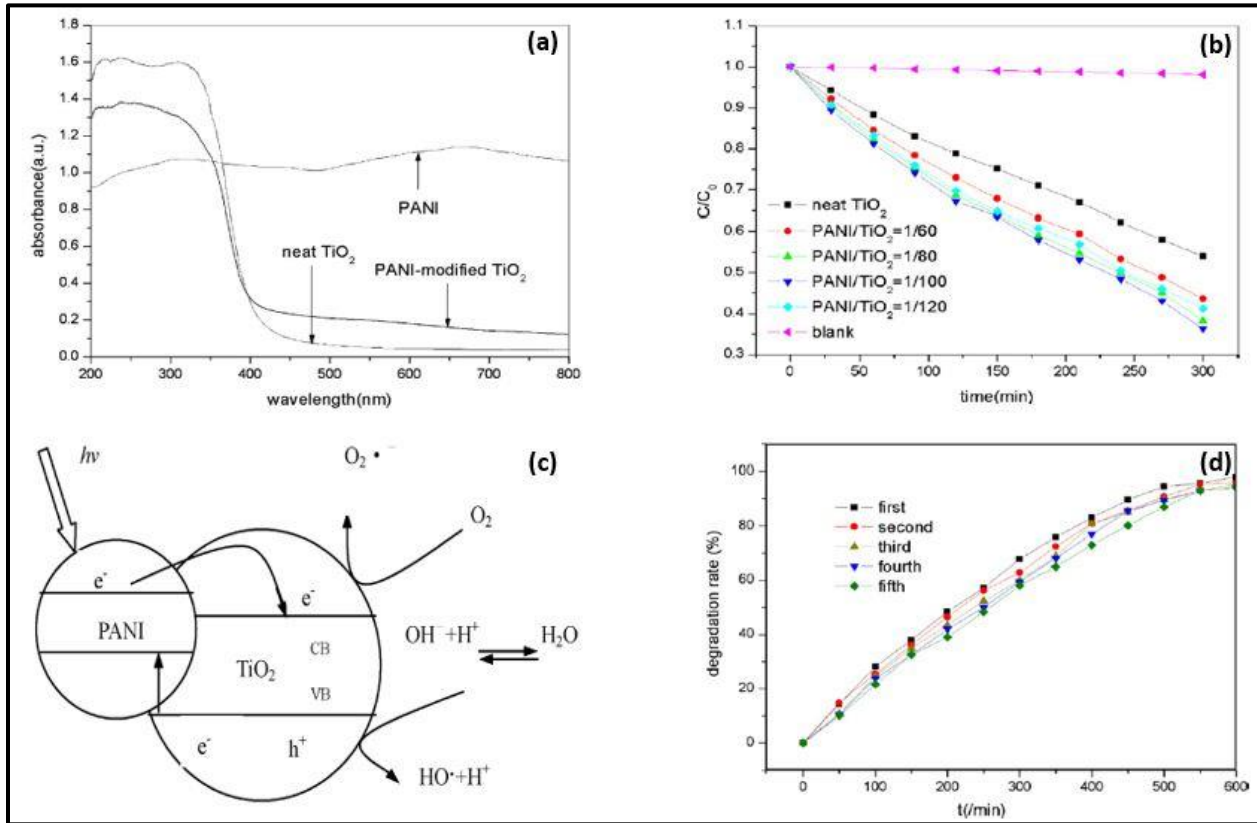 (a)
1.8
1.6
1.4
1.2
1.0
0.8
0.6
0.4
0.2
0.0
absorbance(a.u.)
PANI
neat TiO₂
PANI-modified TiO₂
200 300 400 500 600 700 800
wavelength(nm)
(b)
1.0
0.9
0.8
0.7
0.6
0.5
0.4
0.3
C/C₀
neat TiO₂
PANI/TiO₂=1/60
PANI/TiO₂=1/80
PANI/TiO₂=1/100
PANI/TiO₂=1/120
blank
0 50 100 150 200 250 300
time(min)
(c)
hν
O₂•⁻
O₂
e⁻
e⁻
PANI
OH⁻+H⁺
H₂O
CB
TiO₂
VB
e⁻ h⁺
HO•+H⁺
(d)
100
80
60
40
20
0
degradation rate (%)
first
second
third
fourth
fifth
0 100 200 300 400 500 600
t(/min)